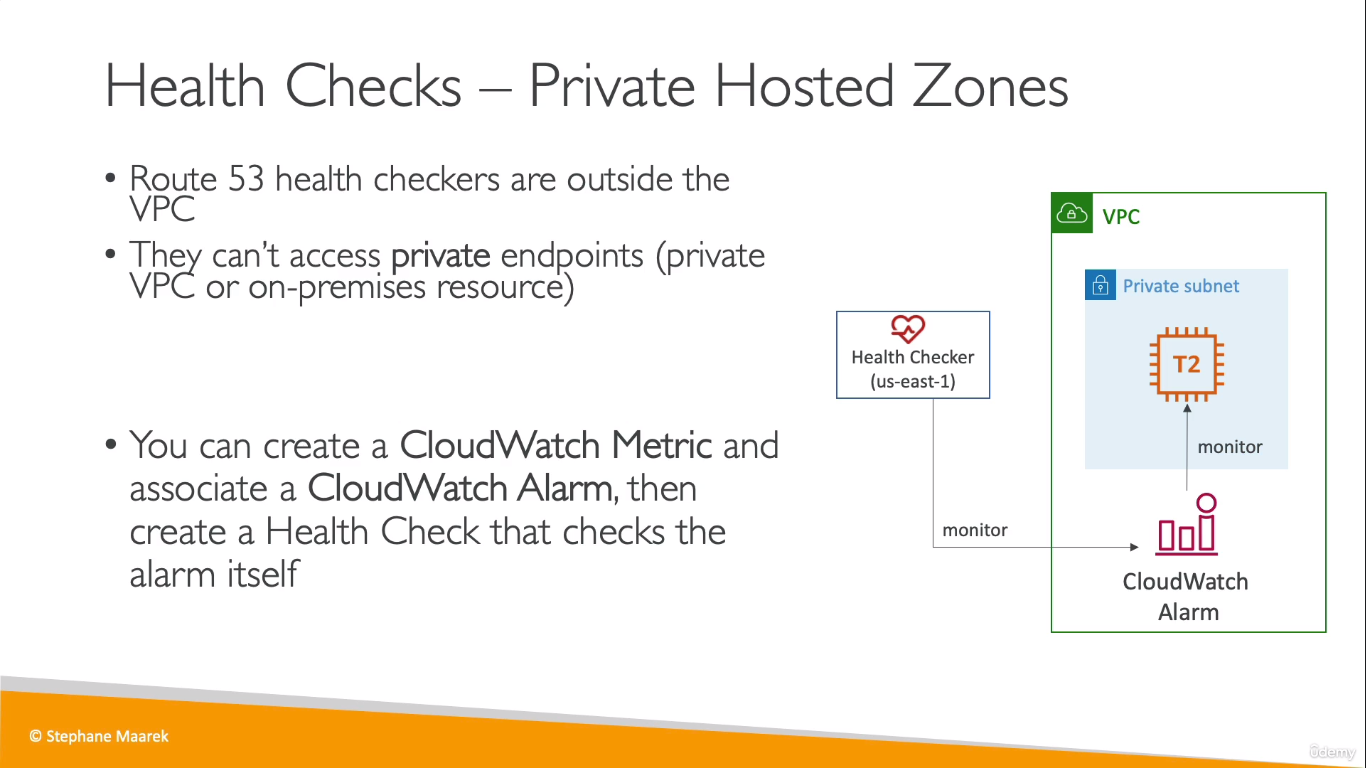 Health Checks – Private Hosted Zones
• Route 53 health checkers are outside the
VPC
• They can’t access private endpoints (private
VPC or on-premises resource)
• You can create a CloudWatch Metric and
associate a CloudWatch Alarm, then
create a Health Check that checks the
alarm itself
VPC
Private subnet
T2
Health Checker
(us-east-1)
monitor
monitor
CloudWatch
Alarm
© Stephane Maarek
ûdemy